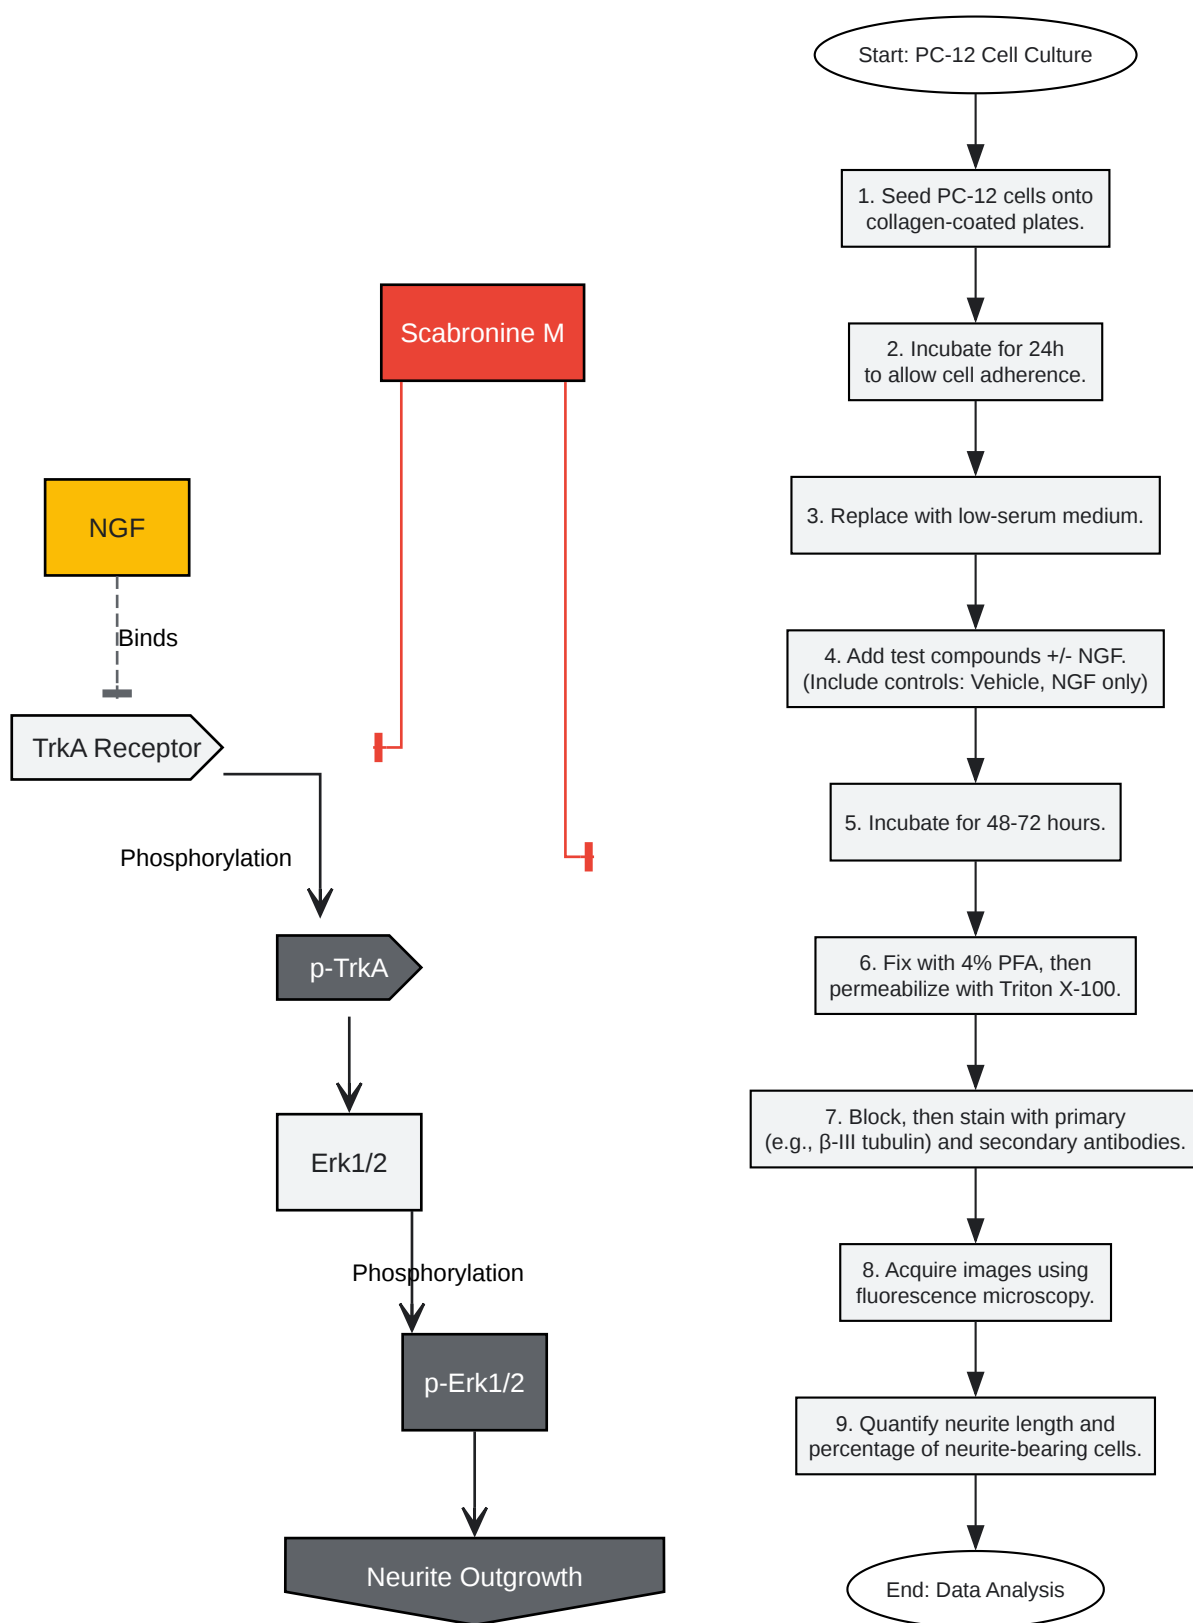 Scabronine M
NGF
Binds
TrkA Receptor
Phosphorylation
p-TrkA
Erk1/2
Phosphorylation
p-Erk1/2
Neurite Outgrowth
Start: PC-12 Cell Culture
1. Seed PC-12 cells onto
collagen-coated plates.
2. Incubate for 24h
to allow cell adherence.
3. Replace with low-serum medium.
4. Add test compounds +/- NGF.
(Include controls: Vehicle, NGF only)
5. Incubate for 48-72 hours.
6. Fix with 4% PFA, then
permeabilize with Triton X-100.
7. Block, then stain with primary
(e.g., β-III tubulin) and secondary antibodies.
8. Acquire images using
fluorescence microscopy.
9. Quantify neurite length and
percentage of neurite-bearing cells.
End: Data Analysis